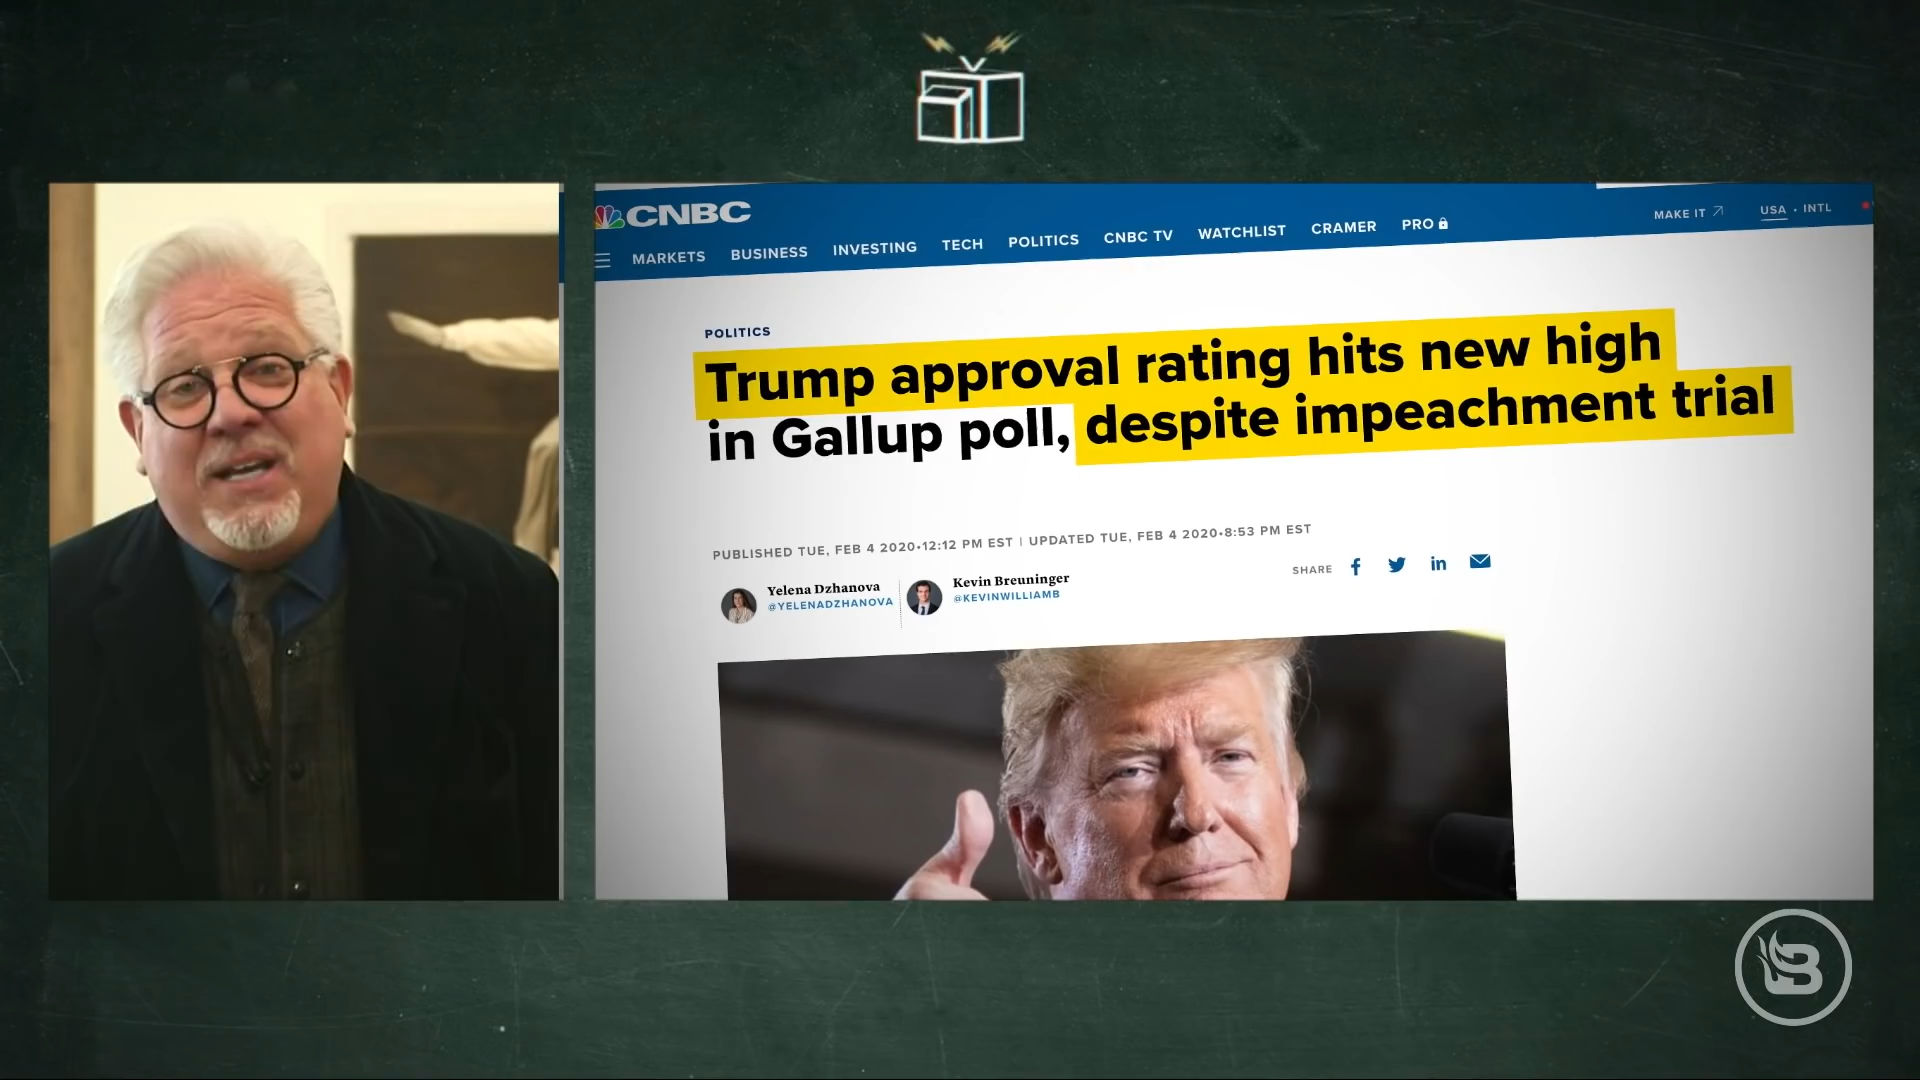 CNBC
MAKE IT
USA · INTL
MARKETS BUSINESS INVESTING TECH POLITICS CNBC TV WATCHLIST CRAMER PRO
POLITICS
Trump approval rating hits new high
in Gallup poll, despite impeachment trial
PUBLISHED TUE, FEB 4 2020•12:12 PM EST | UPDATED TUE, FEB 4 2020•8:53 PM EST
Yelena Dzhanova
@YELENADZHANOVA
Kevin Breuninger
@KEVINWILLIAMB
SHARE
B